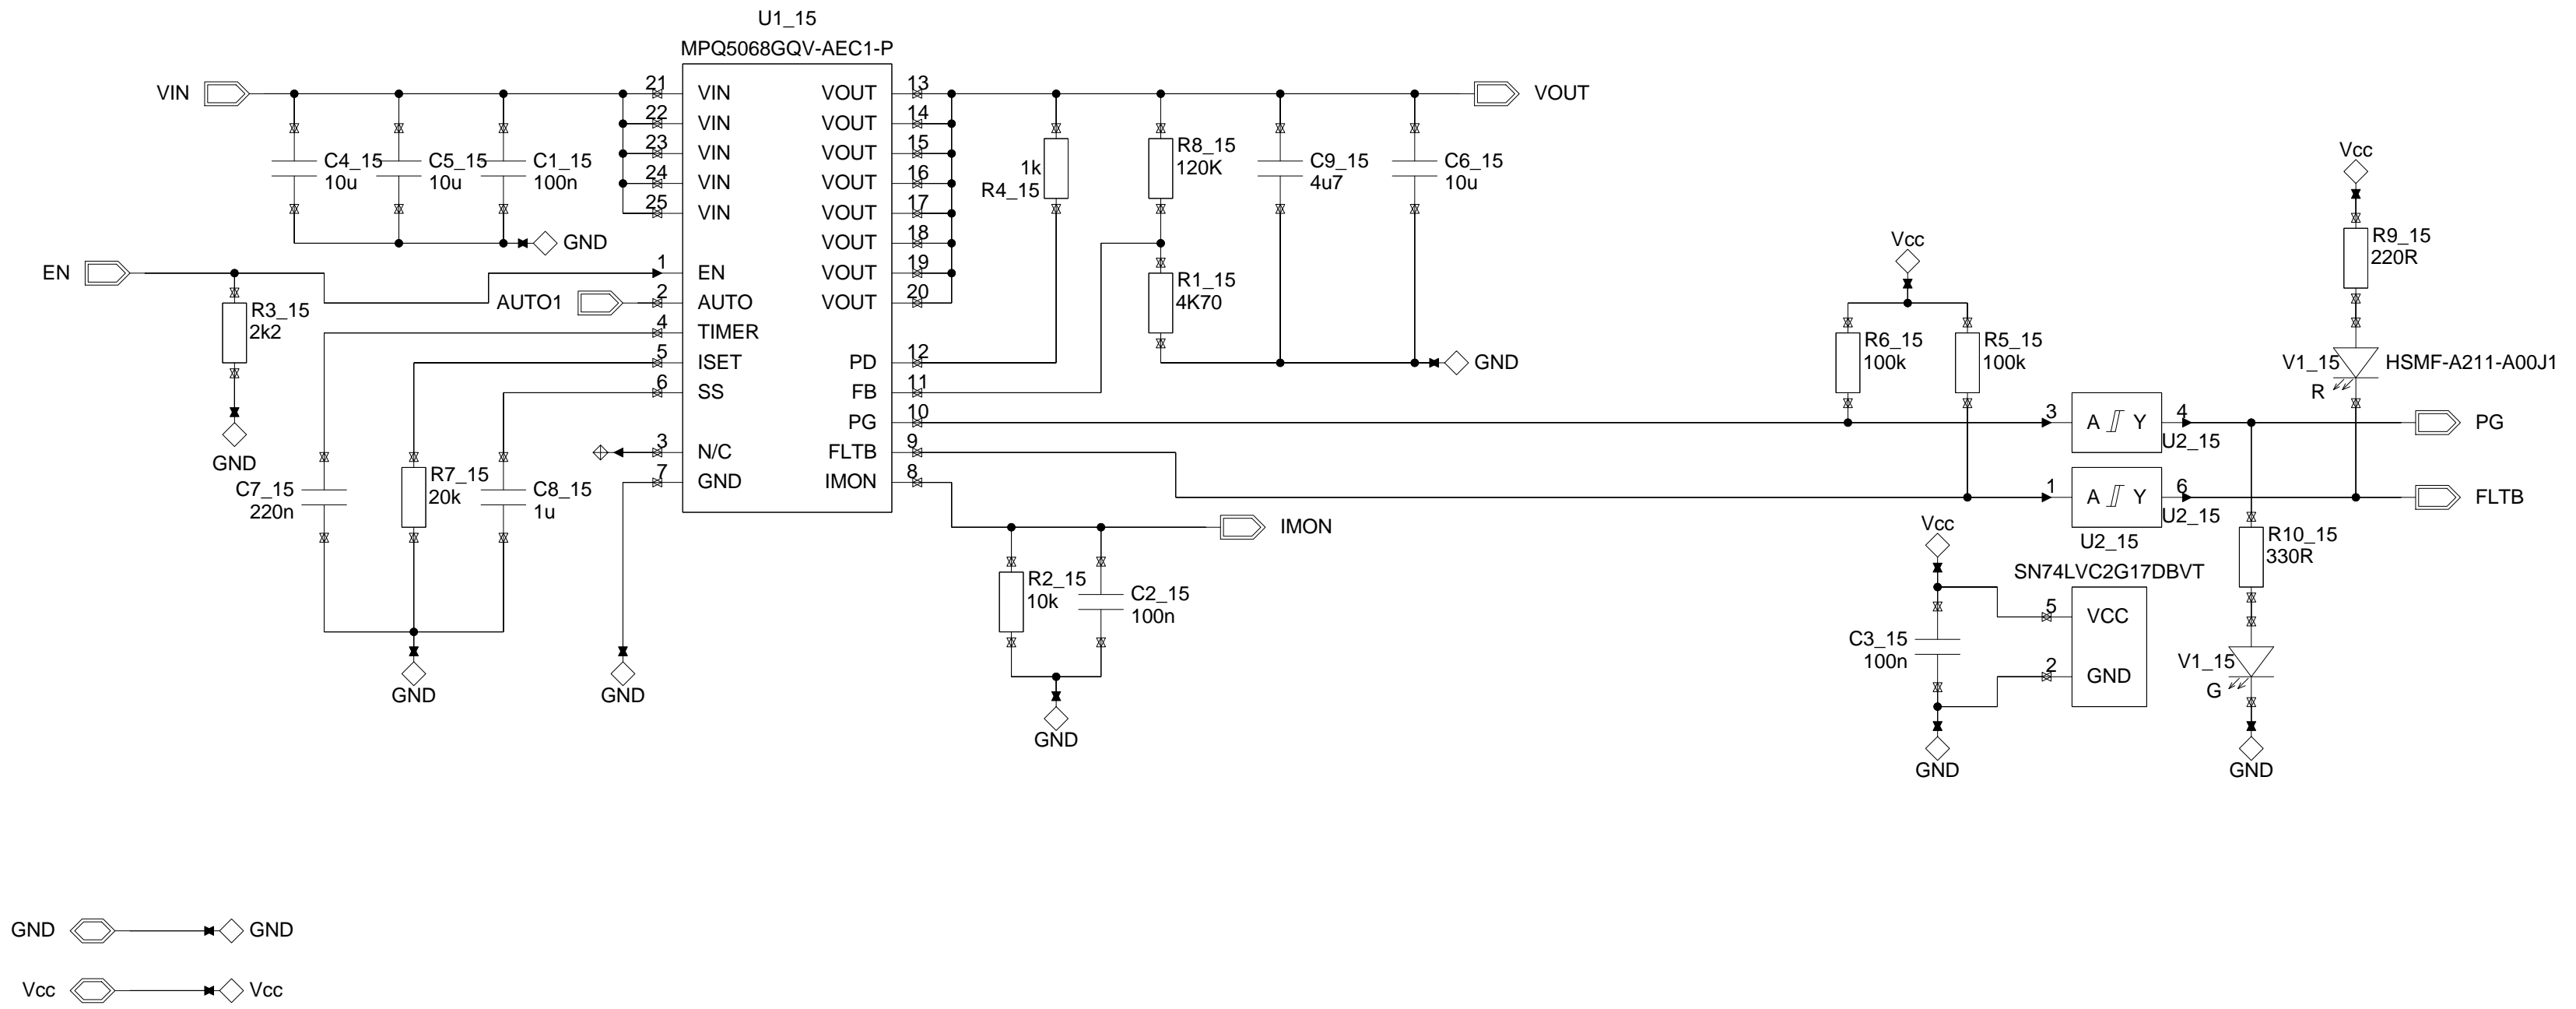 U1_15
MPQ5068GQV-AEC1-P
VIN
21 VIN VOUT 13
VOUT
22 VIN VOUT 14
23 VIN VOUT 15
24 VIN VOUT 16
25 VIN VOUT 17
VOUT 18
1 EN VOUT 19
2 AUTO VOUT 20
4 TIMER
5 ISET PD 12
6 SS FB 11
PG 10
3 N/C FLTB 9
7 GND IMON 8
C4_15
10u
C5_15
10u
C1_15
100n
GND
EN
AUTO1
R3_15
2k2
GND
C7_15
220n
R7_15
20k
C8_15
1u
GND
GND
1k
R4_15
R8_15
120K
C9_15
4u7
C6_15
10u
R1_15
4K70
GND
IMON
R2_15
10k
C2_15
100n
GND
Vcc
R6_15
100k
R5_15
100k
Vcc
R9_15
220R
V1_15
R
HSMF-A211-A00J1
3 A Y 4
U2_15
PG
1 A Y 6
U2_15
FLTB
U2_15
SN74LVC2G17DBVT
Vcc
5 VCC
2 GND
C3_15
100n
GND
R10_15
330R
V1_15
G
GND
GND GND
Vcc Vcc